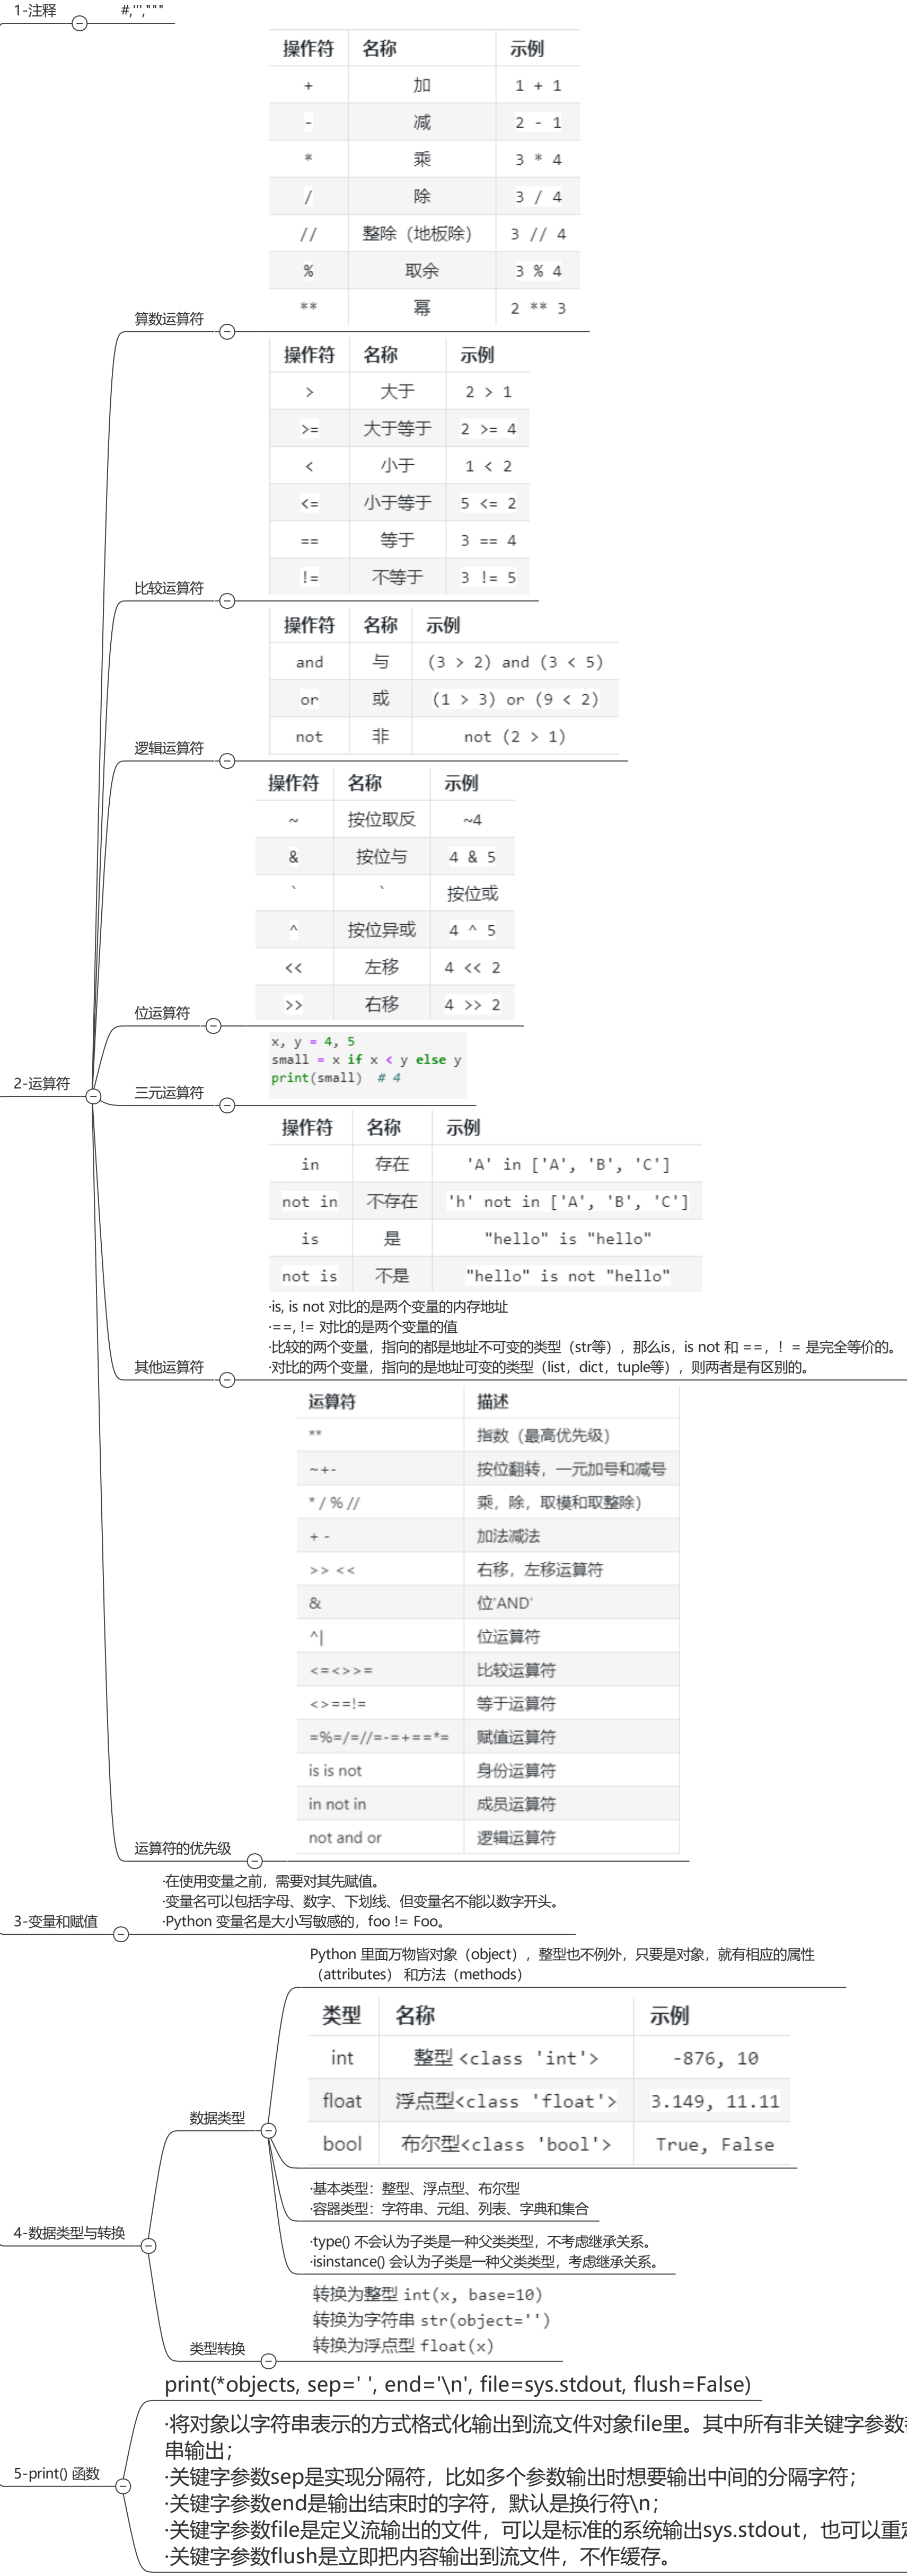 1-注释
#,''',"""
2-运算符
算数运算符
操作符 名称 示例
+ 加 1 + 1
- 减 2 - 1
* 乘 3 * 4
/ 除 3 / 4
// 整除（地板除） 3 // 4
% 取余 3 % 4
** 幂 2 ** 3
比较运算符
操作符 名称 示例
> 大于 2 > 1
>= 大于等于 2 >= 4
< 小于 1 < 2
<= 小于等于 5 <= 2
== 等于 3 == 4
!= 不等于 3 != 5
逻辑运算符
操作符 名称 示例
and 与 (3 > 2) and (3 < 5)
or 或 (1 > 3) or (9 < 2)
not 非 not (2 > 1)
位运算符
操作符 名称 示例
~ 按位取反 ~4
& 按位与 4 & 5
` ` 按位或
^ 按位异或 4 ^ 5
<< 左移 4 << 2
>> 右移 4 >> 2
三元运算符
x, y = 4, 5
small = x if x < y else y
print(small) # 4
其他运算符
操作符 名称 示例
in 存在 'A' in ['A', 'B', 'C']
not in 不存在 'h' not in ['A', 'B', 'C']
is 是 "hello" is "hello"
not is 不是 "hello" is not "hello"
·is, is not 对比的是两个变量的内存地址
·==, != 对比的是两个变量的值
·比较的两个变量，指向的都是地址不可变的类型（str等），那么is，is not 和 ==，！= 是完全等价的。
·对比的两个变量，指向的是地址可变的类型（list，dict，tuple等），则两者是有区别的。
运算符的优先级
运算符 描述
** 指数（最高优先级）
~+- 按位翻转，一元加号和减号
* / % // 乘，除，取模和取整除）
+ - 加法减法
>> << 右移，左移运算符
& 位‘AND’
^| 位运算符
<=<>>= 比较运算符
<>==!= 等于运算符
=%=/=//=-=+==*= 赋值运算符
is is not 身份运算符
in not in 成员运算符
not and or 逻辑运算符
3-变量和赋值
·在使用变量之前，需要对其先赋值。
·变量名可以包括字母、数字、下划线、但变量名不能以数字开头。
·Python 变量名是大小写敏感的，foo != Foo。
4-数据类型与转换
数据类型
Python 里面万物皆对象（object），整型也不例外，只要是对象，就有相应的属性
（attributes） 和方法（methods）
类型 名称 示例
int 整型 <class 'int'> -876, 10
float 浮点型<class 'float'> 3.149, 11.11
bool 布尔型<class 'bool'> True, False
·基本类型：整型、浮点型、布尔型
·容器类型：字符串、元组、列表、字典和集合
·type() 不会认为子类是一种父类类型，不考虑继承关系。
·isinstance() 会认为子类是一种父类类型，考虑继承关系。
类型转换
转换为整型 int(x, base=10)
转换为字符串 str(object='')
转换为浮点型 float(x)
5-print() 函数
print(*objects, sep=' ', end='\n', file=sys.stdout, flush=False)
·将对象以字符串表示的方式格式化输出到流文件对象file里。其中所有非关键字参数
串输出；
·关键字参数sep是实现分隔符，比如多个参数输出时想要输出中间的分隔字符；
·关键字参数end是输出结束时的字符，默认是换行符\n；
·关键字参数file是定义流输出的文件，可以是标准的系统输出sys.stdout，也可以重
·关键字参数flush是立即把内容输出到流文件，不作缓存。